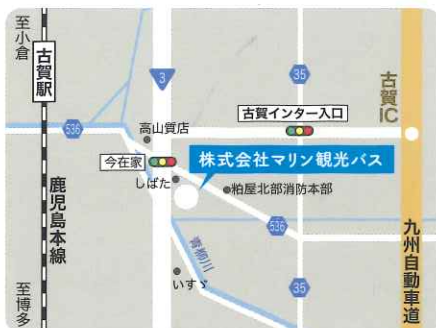 至小倉
古賀駅
鹿児島本線
至博多
3
35
536
高山質店
古賀インター入口
古賀IC
今在家
株式会社マリン観光バス
しばた
粕屋北部消防本部
536
青柳川
いすゞ
35
九州自動車道